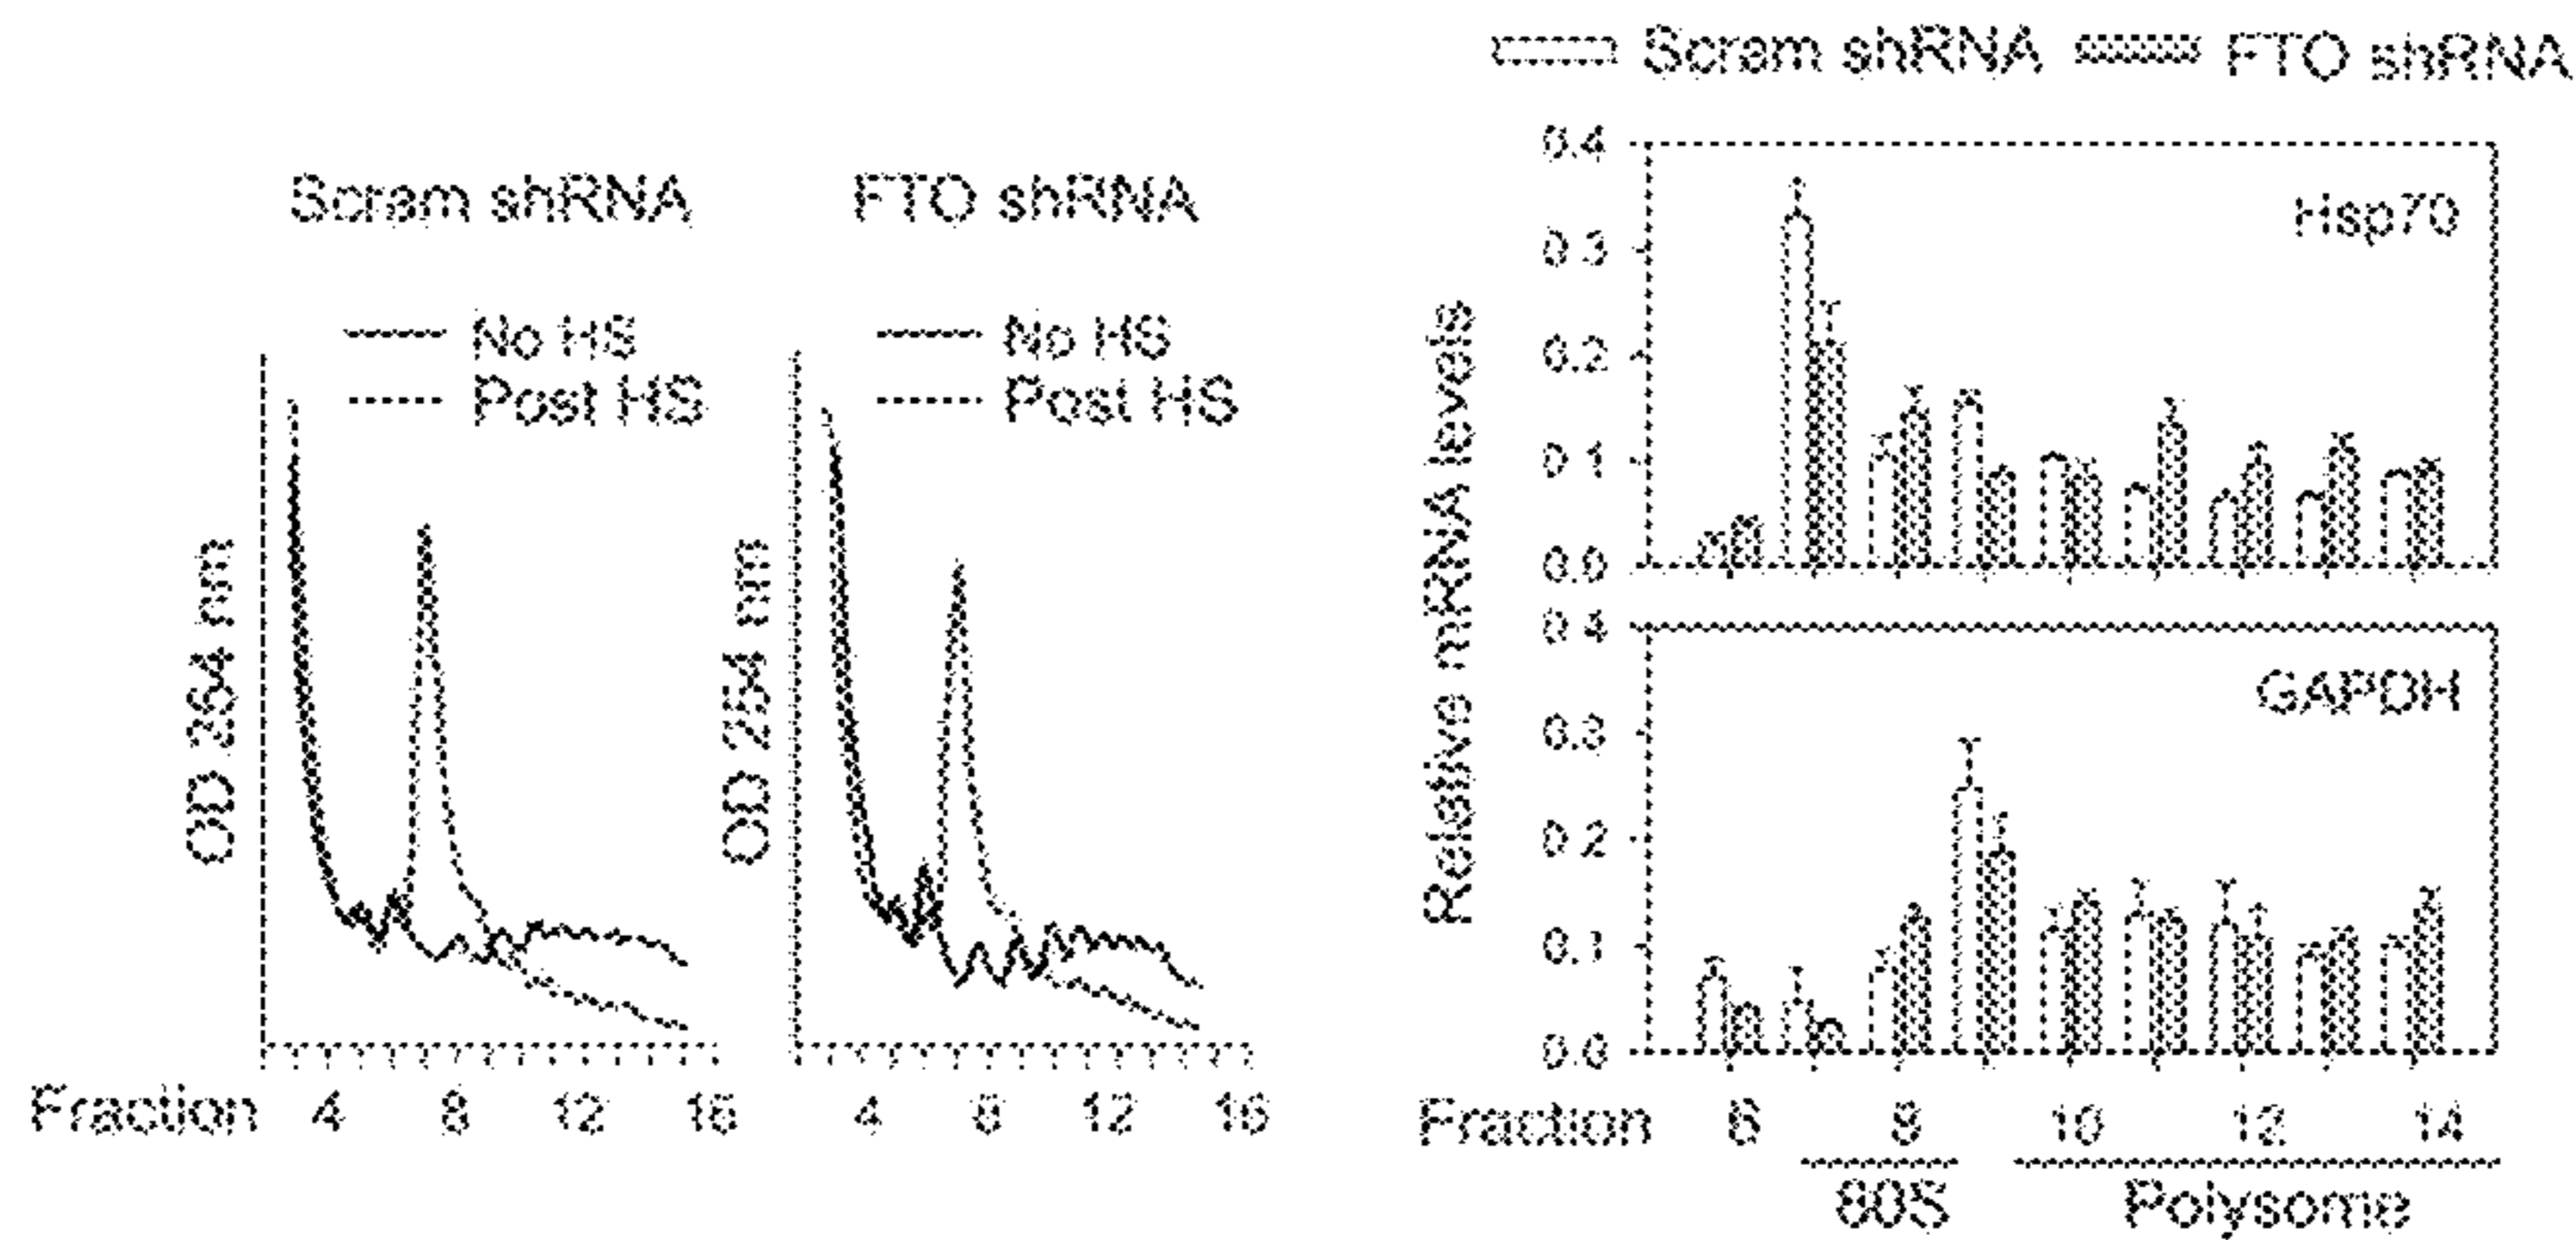 Scram shRNA FTO shRNA
Scram shRNA
No HS
Post HS
OD 254 nm
Fraction 4 8 12 16
FTO shRNA
No HS
Post HS
OD 254 nm
4 8 12 16
Relative mRNA levels
Hsp70
0.4
0.3
0.2
0.1
0.0
GAPDH
0.4
0.3
0.2
0.1
0.0
Fraction 6 8 10 12 14
80S Polysome